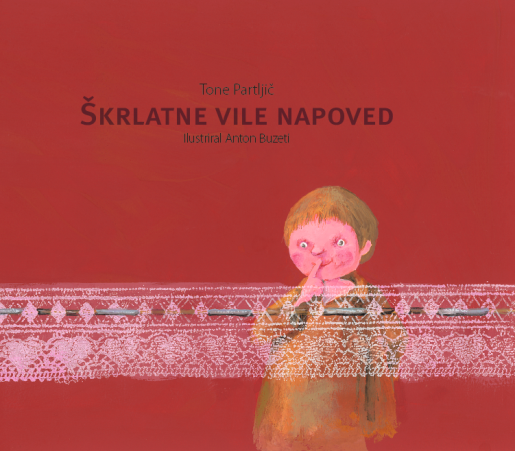 Tone Partljič
Škrlatne vile napoved
Ilustriral Anton Buzeti